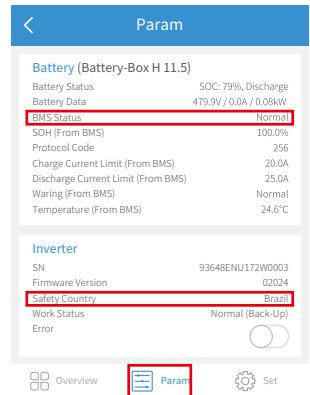 Param
Battery (Battery-Box H 11.5)
Battery Status SOC: 79%, Discharge
Battery Data 479.9V / 0.0A / 0.08kW
BMS Status Normal
SOH (From BMS) 100.0%
Protocol Code 256
Charge Current Limit (From BMS) 20.0A
Discharge Current Limit (From BMS) 25.0A
Waring (From BMS) Normal
Temperature (From BMS) 24.6°C
Inverter
SN 93648ENU172W0003
Firmware Version 02024
Safety Country Brazil
Work Status Normal (Back-Up)
Error
Overview Param Set